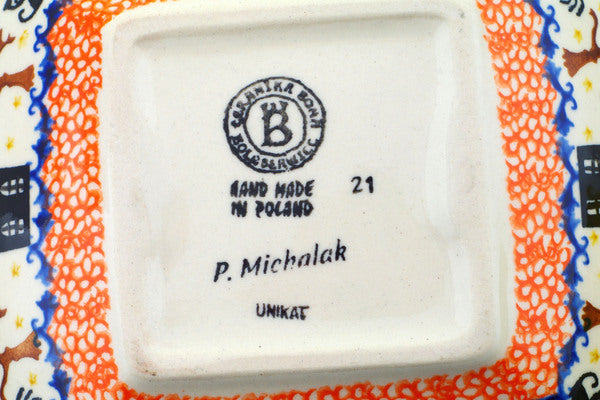 CERAMIKA BONA
BOLESŁAWIEC
B
HAND MADE
IN POLAND
21
P. Michalak
UNIKAT